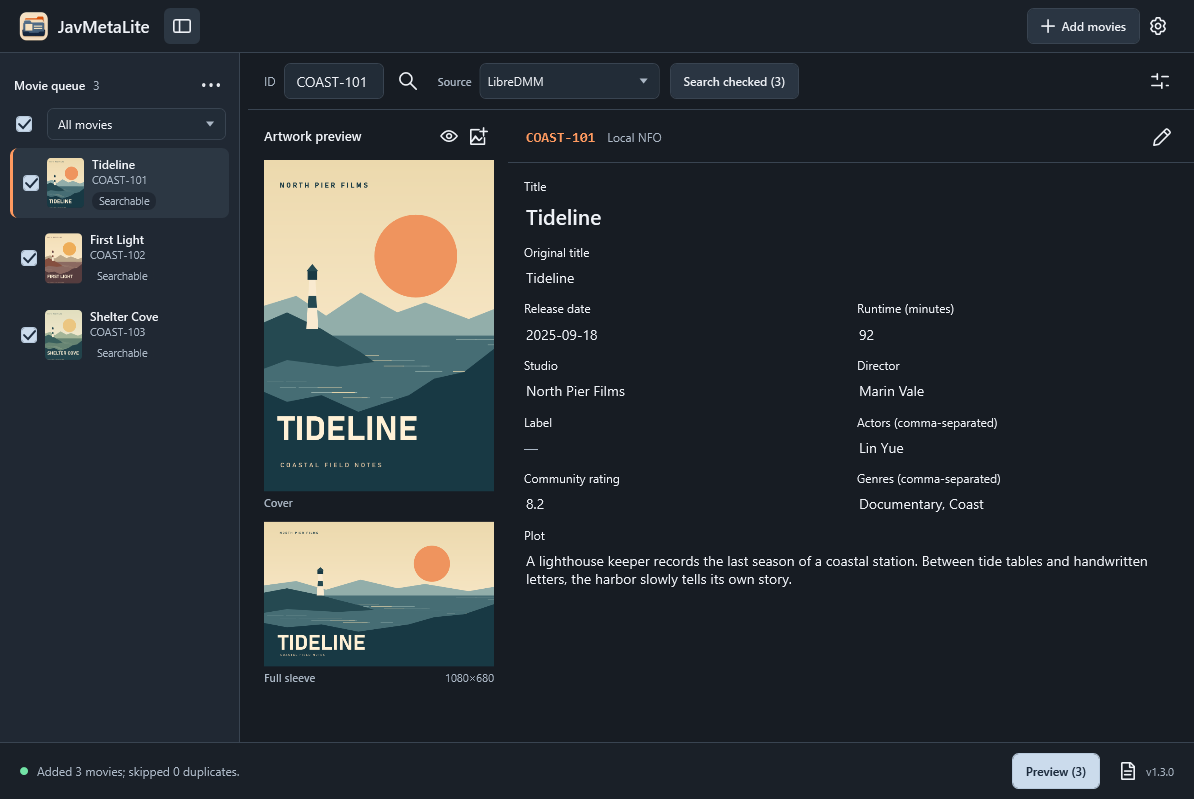 JavMetaLite
Add movies
Movie queue 3
All movies
Tideline
COAST-101
Searchable
First Light
COAST-102
Searchable
Shelter Cove
COAST-103
Searchable
ID COAST-101 Source LibreDMM Search checked (3)
Artwork preview
NORTH PIER FILMS
TIDELINE
COASTAL FIELD NOTES
Cover
NORTH PIER FILMS
TIDELINE
COASTAL FIELD NOTES
Full sleeve 1080×680
COAST-101 Local NFO
Title
Tideline
Original title
Tideline
Release date Runtime (minutes)
2025-09-18 92
Studio Director
North Pier Films Marin Vale
Label Actors (comma-separated)
— Lin Yue
Community rating Genres (comma-separated)
8.2 Documentary, Coast
Plot
A lighthouse keeper records the last season of a coastal station. Between tide tables and handwritten
letters, the harbor slowly tells its own story.
TIDELINE
FIRST LIGHT
SHELTER COVE
Added 3 movies; skipped 0 duplicates.
Preview (3)
v1.3.0